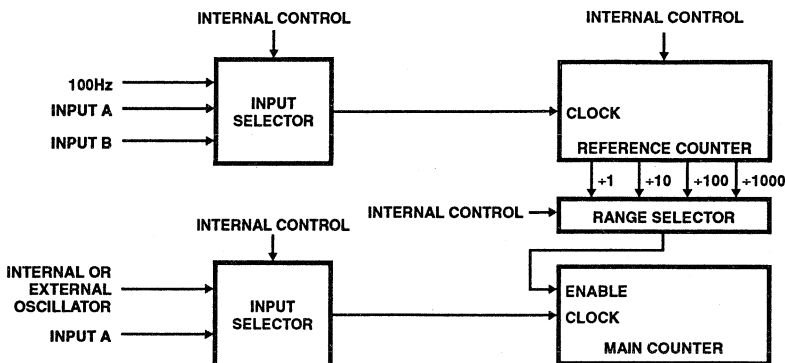 INTERNAL CONTROL
INTERNAL CONTROL
100Hz
INPUT A
INPUT B
INPUT
SELECTOR
CLOCK
REFERENCE COUNTER
÷1
÷10
÷100
÷1000
INTERNAL CONTROL
RANGE SELECTOR
INTERNAL CONTROL
INTERNAL OR
EXTERNAL
OSCILLATOR
INPUT A
INPUT
SELECTOR
ENABLE
CLOCK
MAIN COUNTER